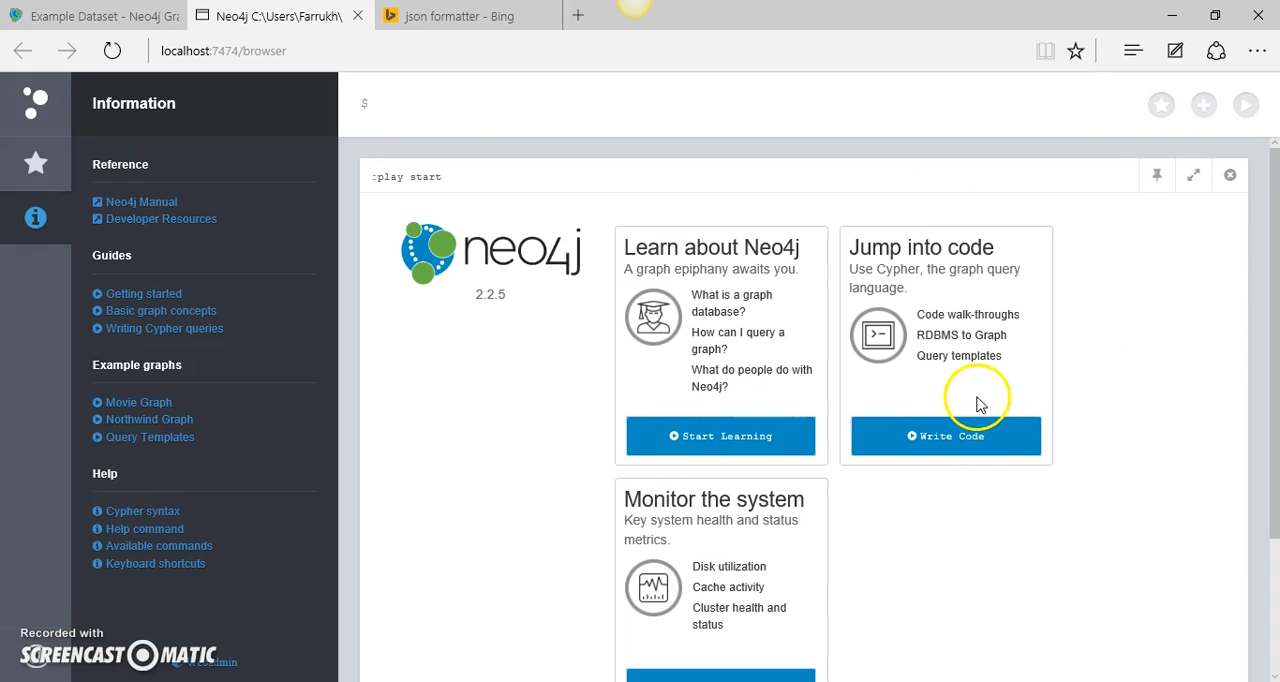 Example Dataset - Neo4j Gra
Neo4j C:\Users\Farrukh\
json formatter - Bing
localhost:7474/browser
Information
Reference
Neo4j Manual
Developer Resources
Guides
Getting started
Basic graph concepts
Writing Cypher queries
Example graphs
Movie Graph
Northwind Graph
Query Templates
Help
Cypher syntax
Help command
Available commands
Keyboard shortcuts
Recorded with
SCREENCAST-O-MATIC
$
:play start
neo4j
2.2.5
Learn about Neo4j
A graph epiphany awaits you.
What is a graph
database?
How can I query a
graph?
What do people do with
Neo4j?
Start Learning
Jump into code
Use Cypher, the graph query
language.
Code walk-throughs
RDBMS to Graph
Query templates
Write Code
Monitor the system
Key system health and status
metrics.
Disk utilization
Cache activity
Cluster health and
status